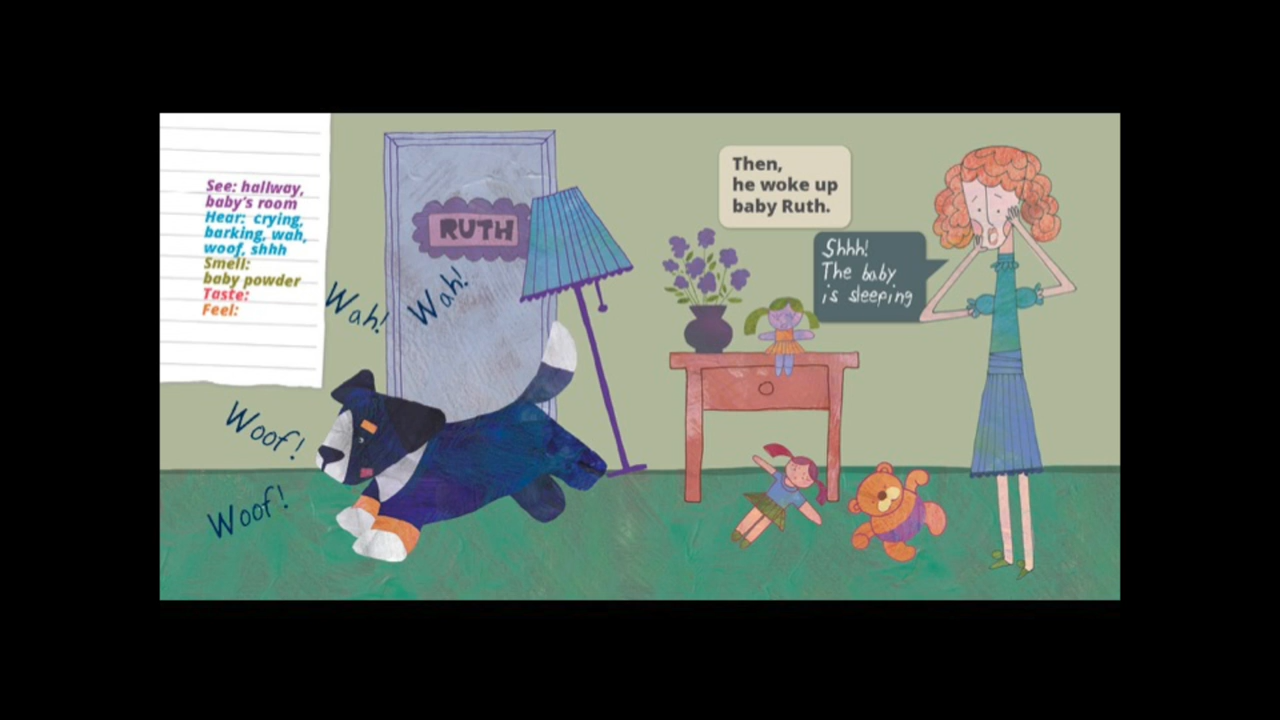 See: hallway,
baby's room
Hear: crying,
barking, wah,
woof, shhh
Smell:
baby powder
Taste:
Feel:
RUTH
Wah!
Wah!
Woof!
Woof!
Then,
he woke up
baby Ruth.
Shhh!
The baby
is sleeping